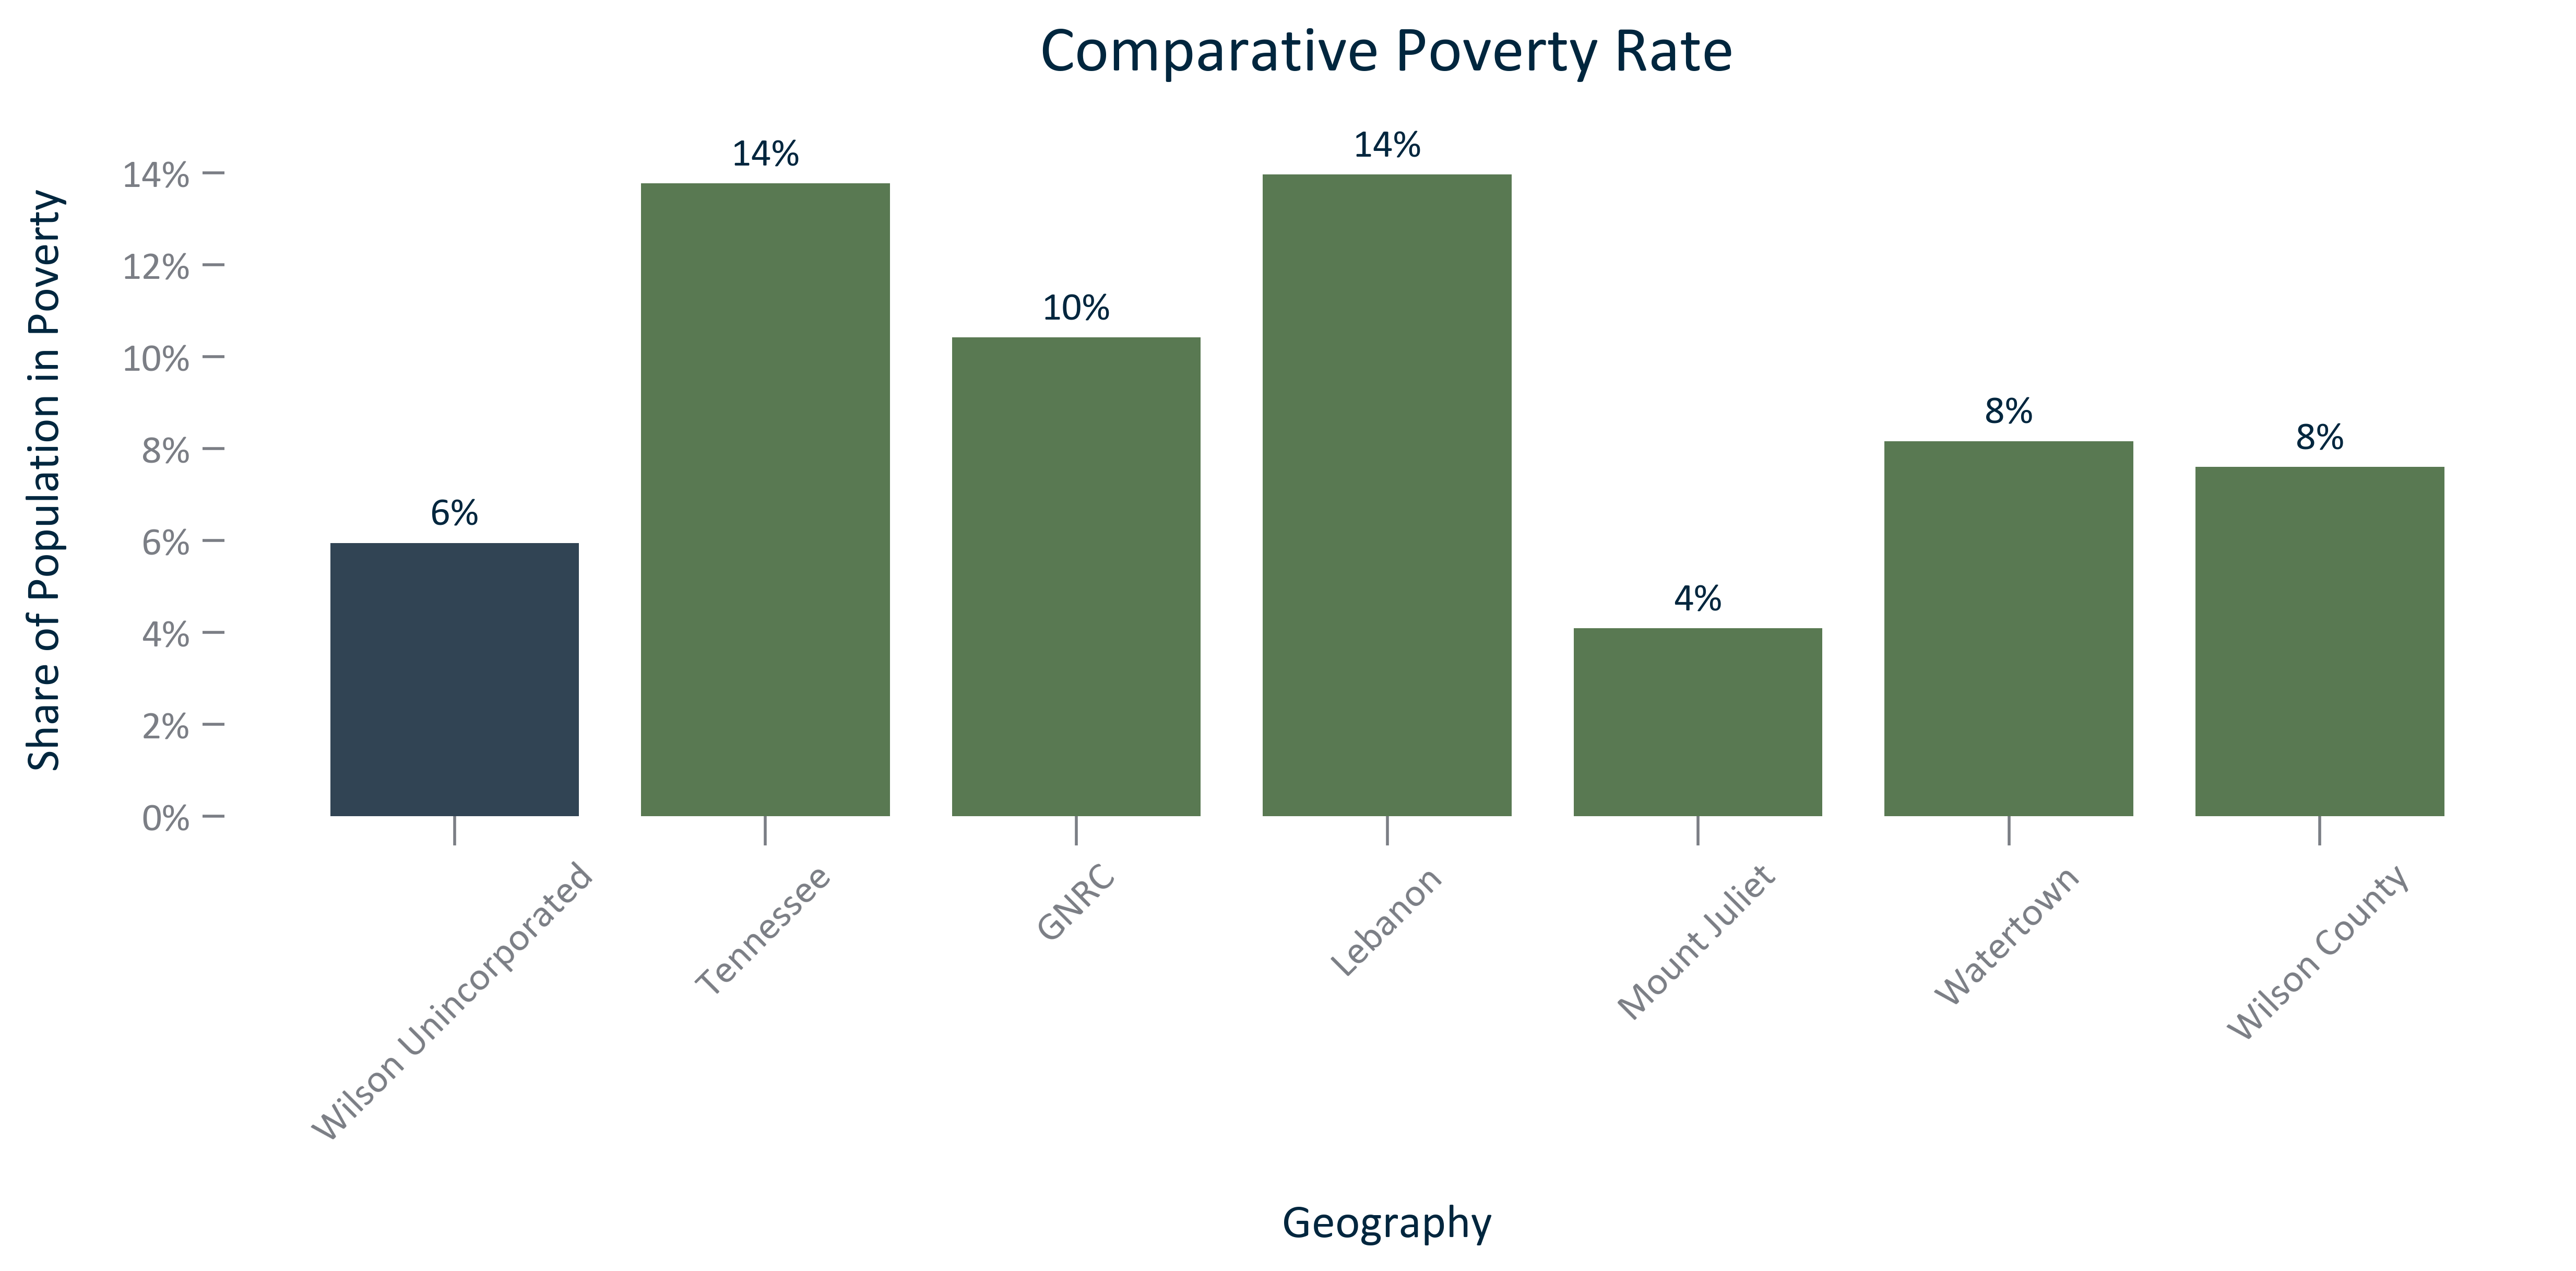 Comparative Poverty Rate
Share of Population in Poverty
14%
12%
10%
8%
6%
4%
2%
0%
6%
14%
10%
14%
4%
8%
8%
Wilson Unincorporated
Tennessee
GNRC
Lebanon
Mount Juliet
Watertown
Wilson County
Geography